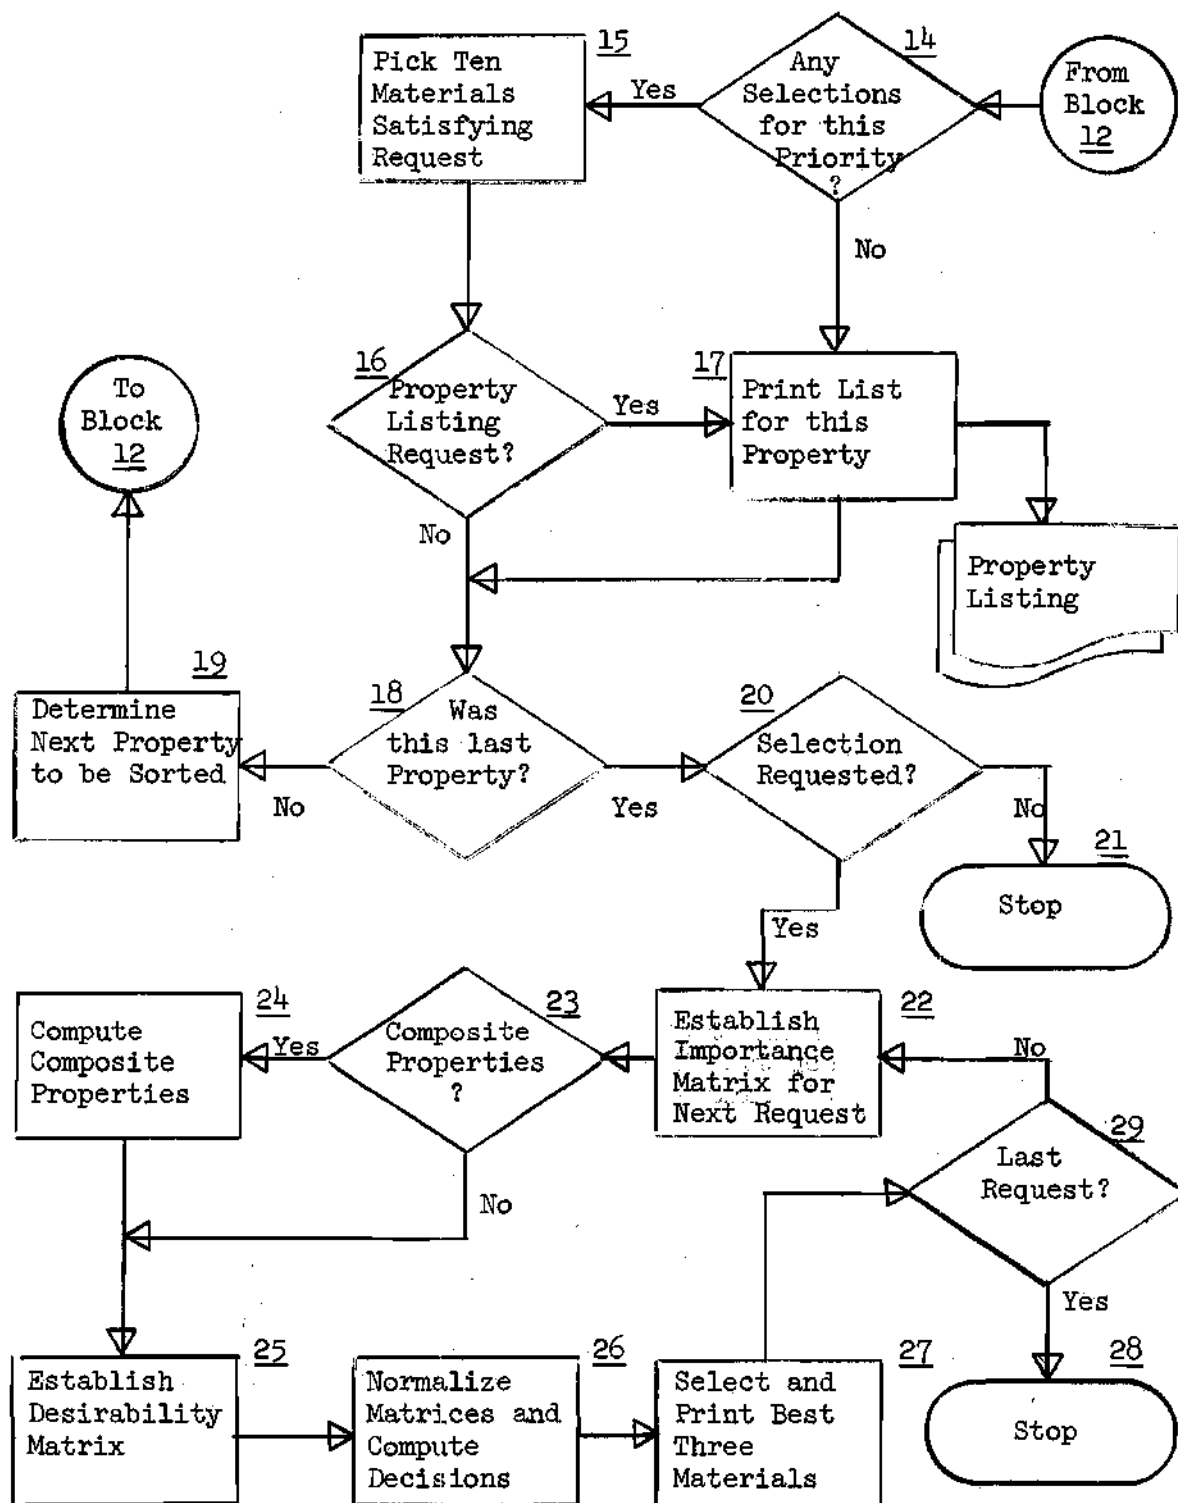 15
Pick Ten
Materials
Satisfying
Request
Yes
14
Any
Selections
for this
Priority
?
From
Block
12
No
To
Block
12
16
Property
Listing
Request?
Yes
17
Print List
for this
Property
No
Property
Listing
19
Determine
Next Property
to be Sorted
No
18
Was
this last
Property?
Yes
20
Selection
Requested?
No
21
Stop
Yes
24
Compute
Composite
Properties
Yes
23
Composite
Properties
?
No
22
Establish
Importance
Matrix for
Next Request
No
29
Last
Request?
Yes
25
Establish
Desirability
Matrix
26
Normalize
Matrices and
Compute
Decisions
27
Select and
Print Best
Three
Materials
28
Stop